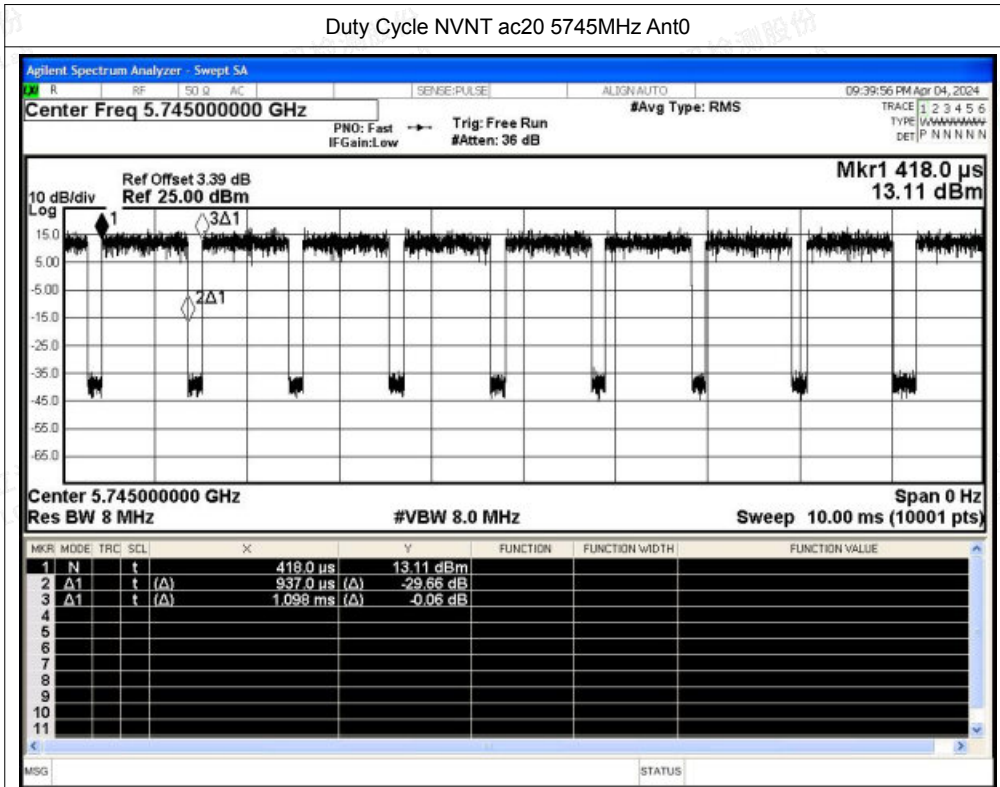 Duty Cycle NVNT ac20 5745MHz Ant0
Agilent Spectrum Analyzer - Swept SA
R RF 50 Ω AC SENSE:PULSE ALIGNAUTO 09:39:56 PM Apr 04, 2024
Center Freq 5.745000000 GHz #Avg Type: RMS TRACE 1 2 3 4 5 6
PNO: Fast Trig: Free Run TYPE
IFGain:Low #Atten: 36 dB DET P N N N N N
Mkr1 418.0 µs
13.11 dBm
Ref Offset 3.39 dB
10 dB/div Ref 25.00 dBm
Log
1 3Δ1
15.0
5.00
-5.00
2Δ1
-15.0
-25.0
-35.0
-45.0
-55.0
-65.0
Center 5.745000000 GHz Span 0 Hz
Res BW 8 MHz #VBW 8.0 MHz Sweep 10.00 ms (10001 pts)
MKR MODE TRC SCL X Y FUNCTION FUNCTION WIDTH FUNCTION VALUE
1 N t 418.0 µs 13.11 dBm
2 Δ1 t (Δ) 937.0 µs (Δ) -29.66 dB
3 Δ1 t (Δ) 1.098 ms (Δ) -0.06 dB
4
5
6
7
8
9
10
11
MSG STATUS